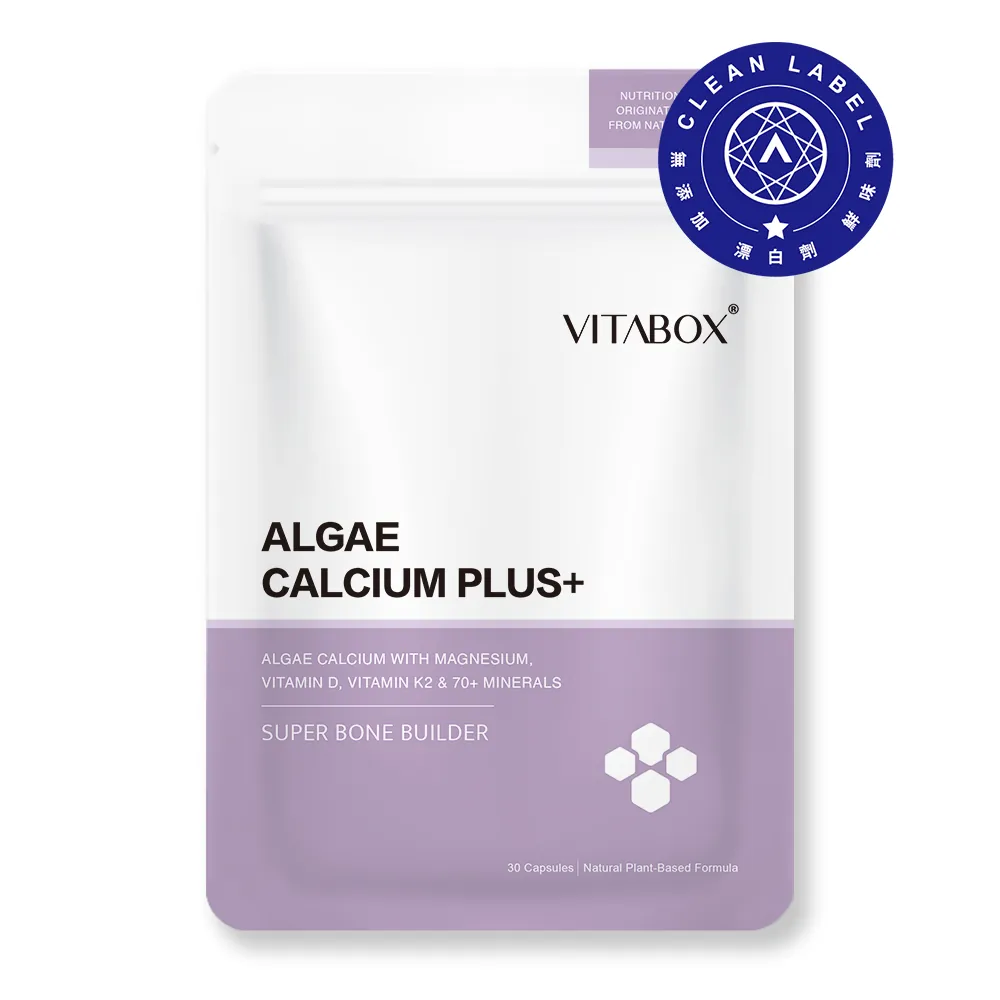 NUTRITION
ORIGINAT
FROM NAT
CLEAN LABEL
無添加 漂白劑 鮮味劑
VITABOX®
ALGAE
CALCIUM PLUS+
ALGAE CALCIUM WITH MAGNESIUM,
VITAMIN D, VITAMIN K2 & 70+ MINERALS
SUPER BONE BUILDER
30 Capsules | Natural Plant-Based Formula